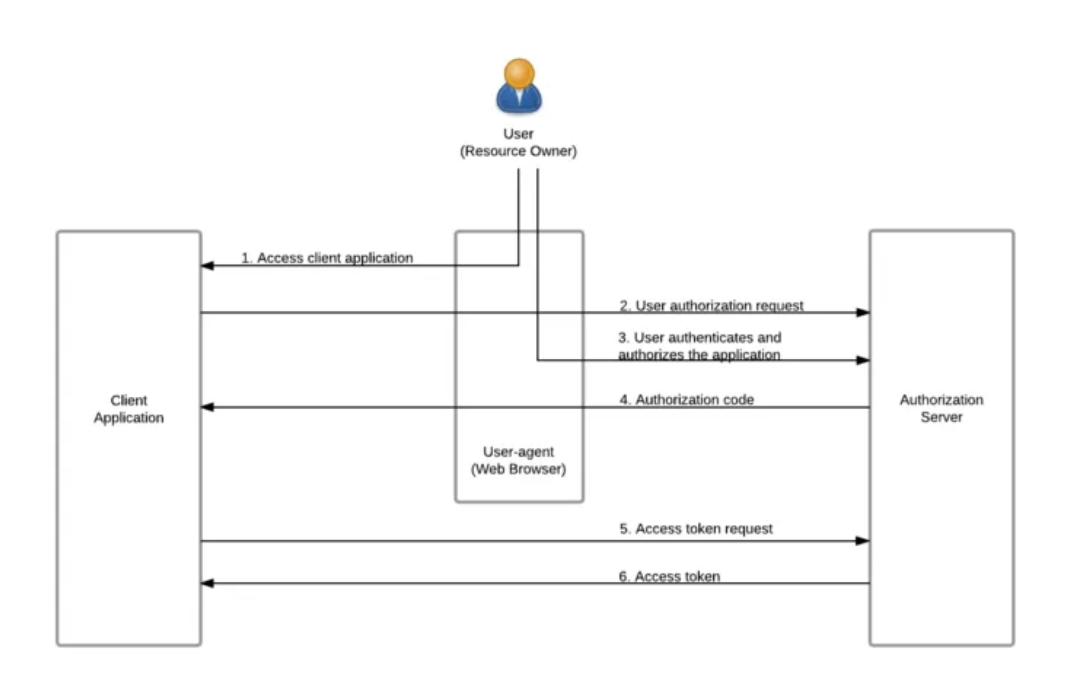 User
(Resource Owner)
1. Access client application
2. User authorization request
3. User authenticates and
authorizes the application
Client
Application
4. Authorization code
Authorization
Server
User-agent
(Web Browser)
5. Access token request
6. Access token